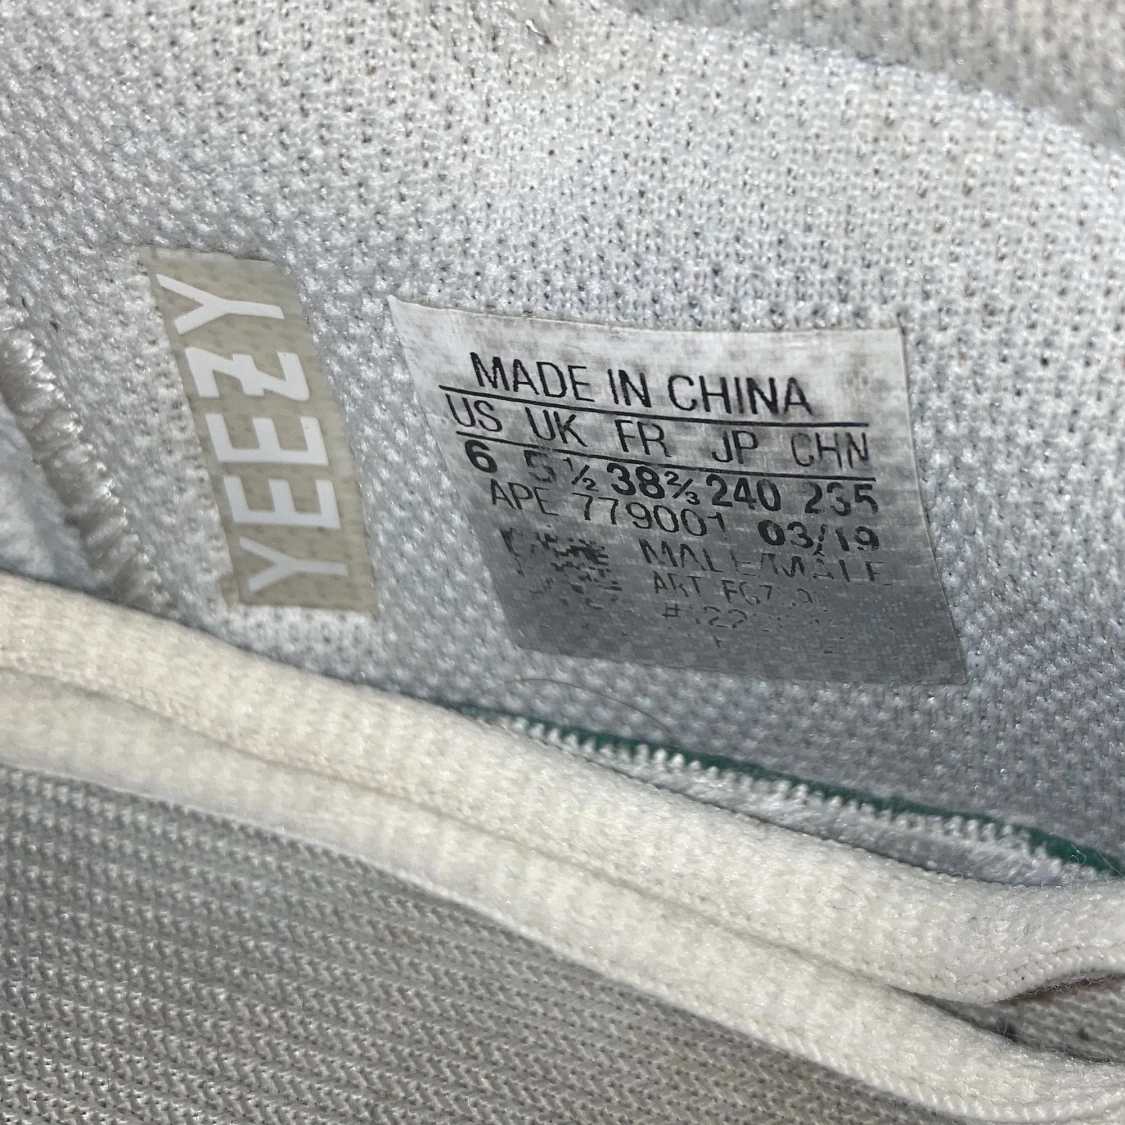 YEEZY
MADE IN CHINA
US UK FR JP CHN
6 5½ 38⅔ 240 235
APE 779001 03/19
MALE/MALE
ART